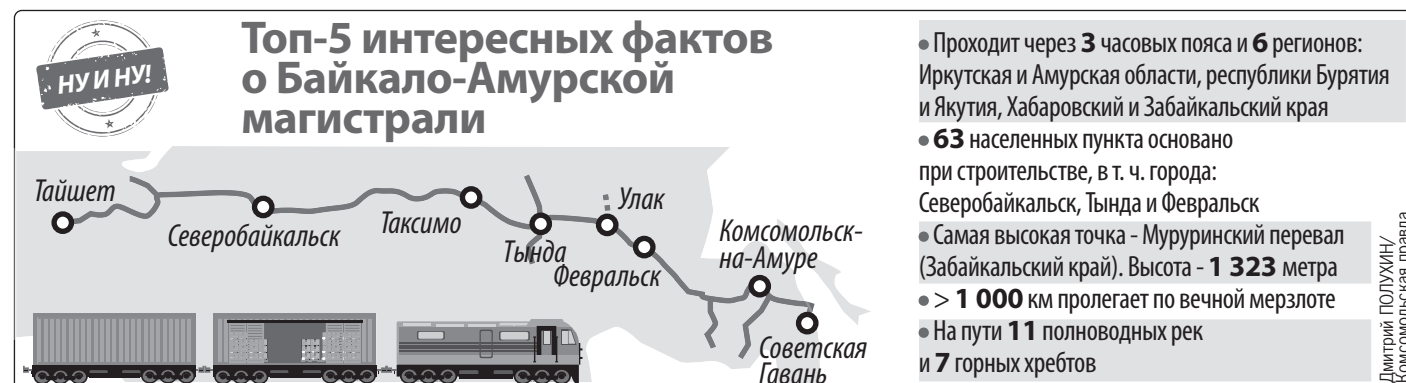 НУ И НУ!
Топ-5 интересных фактов
о Байкало-Амурской
магистрали
Тайшет
Северобайкальск
Таксимо
Тында
Улак
Февральск
Комсомольск-
на-Амуре
Советская
Гавань
• Проходит через 3 часовых пояса и 6 регионов:
Иркутская и Амурская области, республики Бурятия
и Якутия, Хабаровский и Забайкальский края
• 63 населенных пункта основано
при строительстве, в т. ч. города:
Северобайкальск, Тында и Февральск
• Самая высокая точка - Муруринский перевал
(Забайкальский край). Высота - 1 323 метра
• > 1 000 км пролегает по вечной мерзлоте
• На пути 11 полноводных рек
и 7 горных хребтов
Дмитрий ПОЛУХИН/
Комсомольская правда